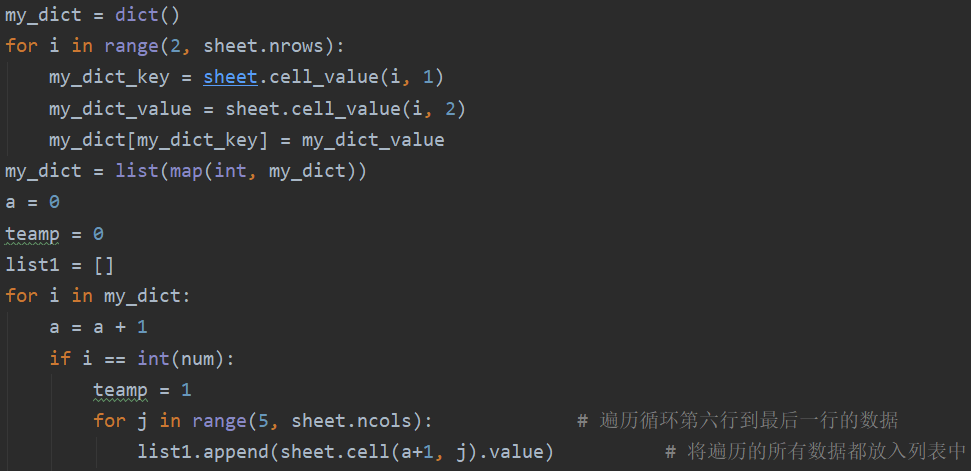 my_dict = dict()
for i in range(2, sheet.nrows):
    my_dict_key = sheet.cell_value(i, 1)
    my_dict_value = sheet.cell_value(i, 2)
    my_dict[my_dict_key] = my_dict_value
my_dict = list(map(int, my_dict))
a = 0
teamp = 0
list1 = []
for i in my_dict:
    a = a + 1
    if i == int(num):
        teamp = 1
        for j in range(5, sheet.ncols):             # 遍历循环第六行到最后一行的数据
            list1.append(sheet.cell(a+1, j).value)          # 将遍历的所有数据都放入列表中